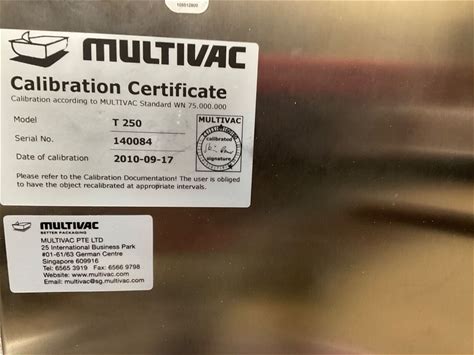 MULTIVAC
Calibration Certificate
Calibration according to MULTIVAC Standard WN 75.000.000
Model T 250
Serial No. 140084
Date of calibration 2010-09-17
MULTIVAC
calibrated
signature
Please refer to the Calibration Documentation! The user is obliged
to have the object recalibrated at appropriate intervals.
MULTIVAC
BETTER PACKAGING
MULTIVAC PTE LTD
25 International Business Park
#01-61/63 German Centre
Singapore 609916
Tel: 6565 3919 Fax: 6566 9798
Website: www.multivac.com
Email: multivac@sg.multivac.com